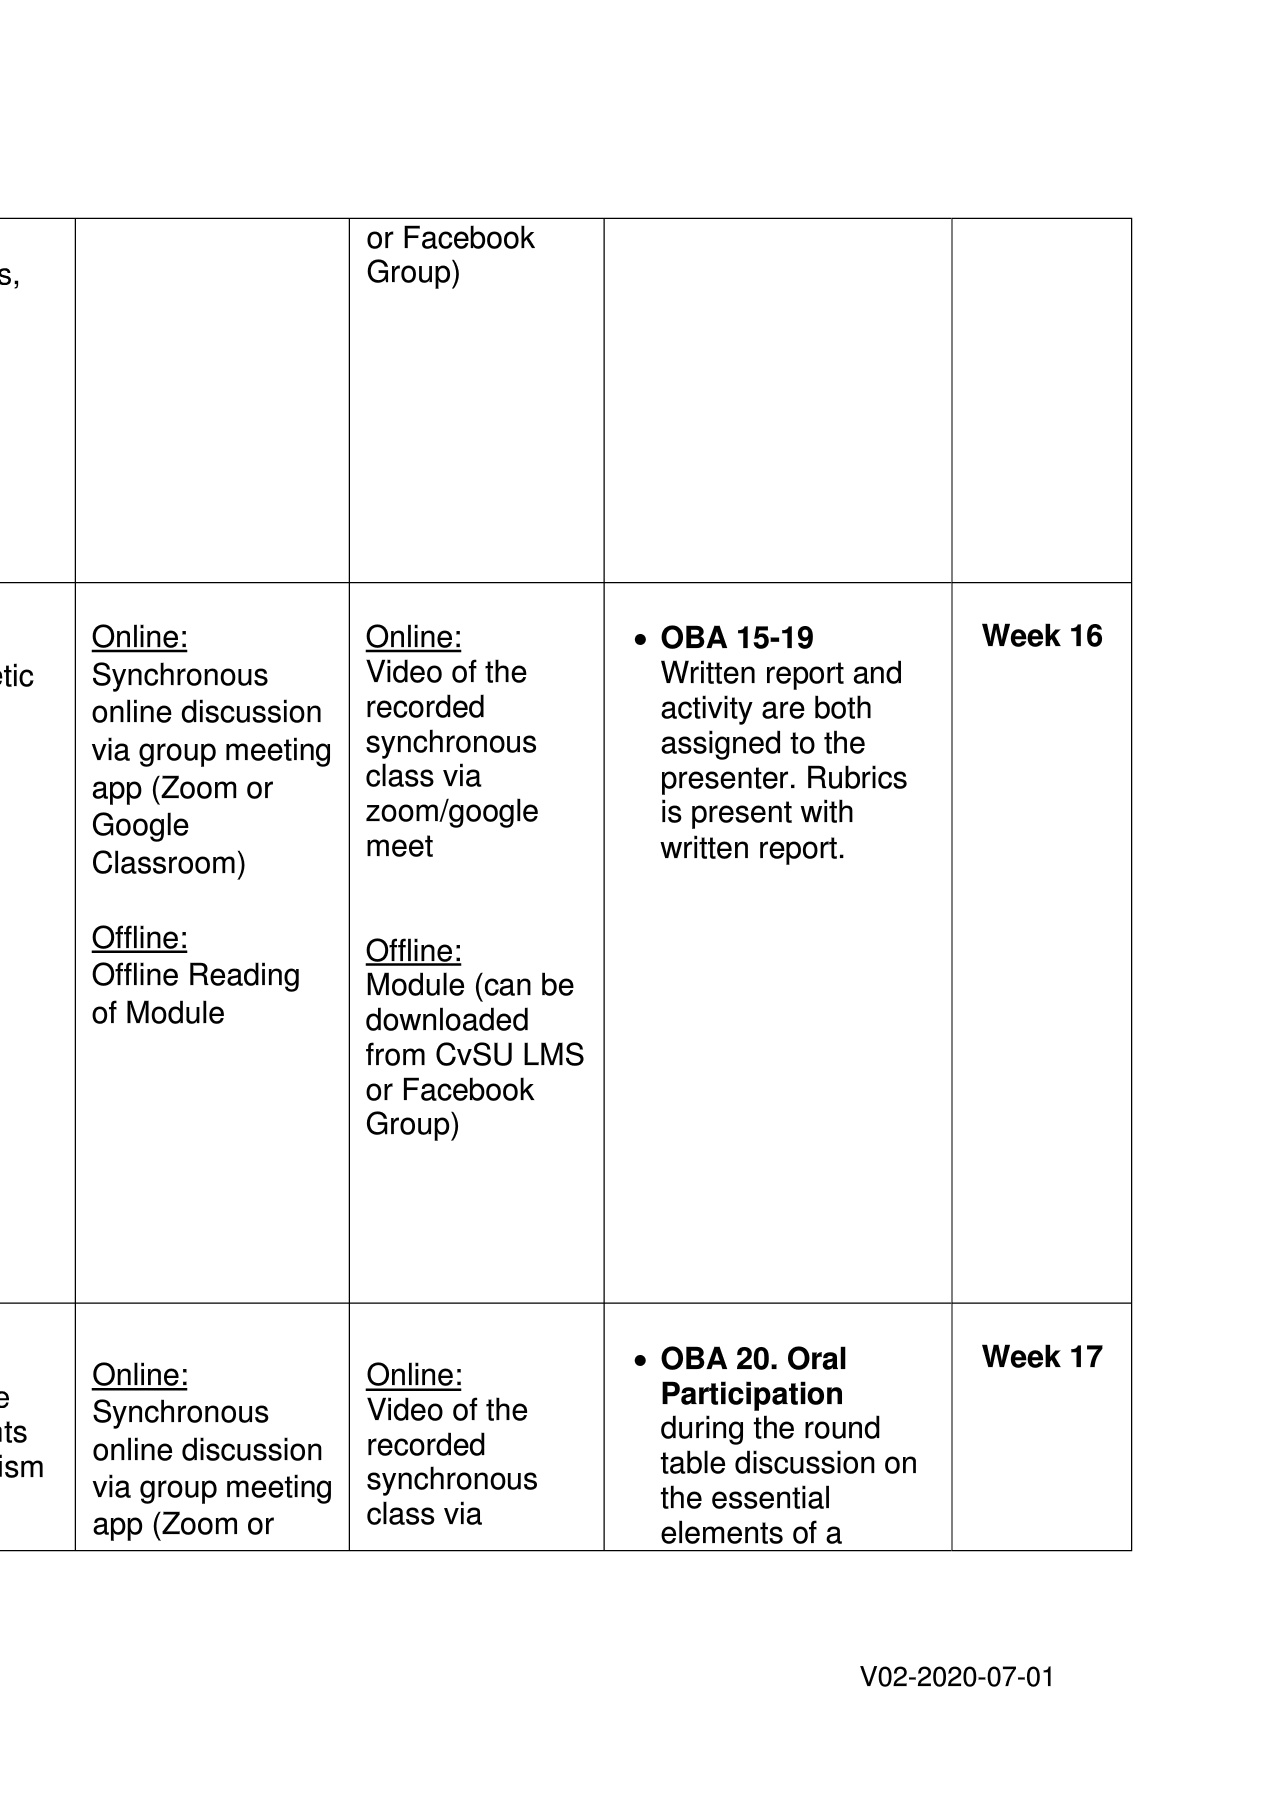 s,
or Facebook
Group)
etic
Online:
Synchronous
online discussion
via group meeting
app (Zoom or
Google
Classroom)
Offline:
Offline Reading
of Module
Online:
Video of the
recorded
synchronous
class via
zoom/google
meet
Offline:
Module (can be
downloaded
from CvSU LMS
or Facebook
Group)
• OBA 15-19
Written report and
activity are both
assigned to the
presenter. Rubrics
is present with
written report.
Week 16
e
nts
ism
Online:
Synchronous
online discussion
via group meeting
app (Zoom or
Online:
Video of the
recorded
synchronous
class via
• OBA 20. Oral
Participation
during the round
table discussion on
the essential
elements of a
Week 17
V02-2020-07-01